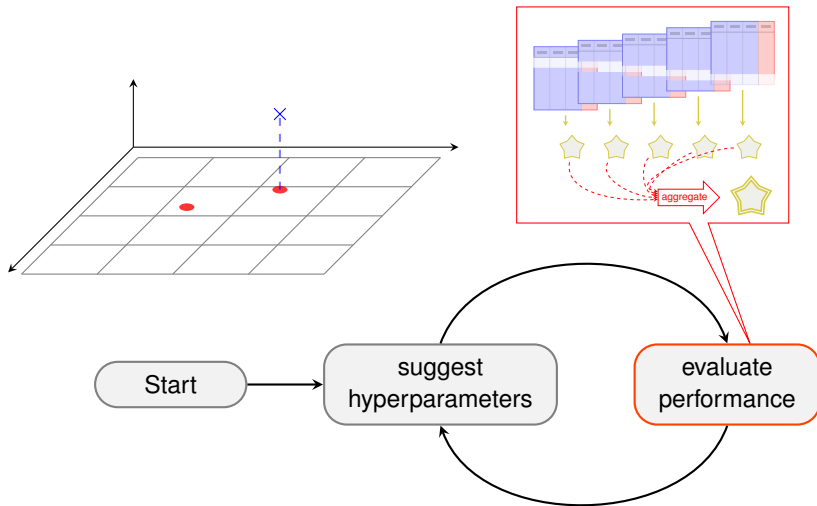 aggregate
Start
suggest
hyperparameters
evaluate
performance